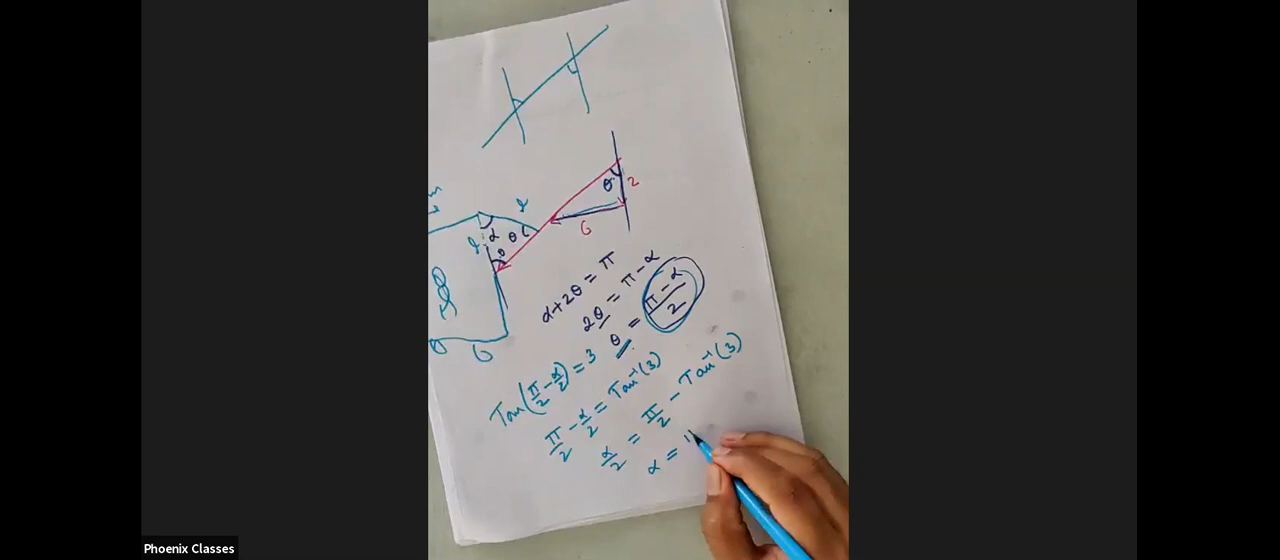 θ
2
6
l
l
α
θ
θ
α+2θ = π
2θ = π-α
θ = π-α/2
Tan(π/2 - α/2) = 3
π/2 - α/2 = Tan⁻¹(3)
α/2 = π/2 - Tan⁻¹(3)
α =
Phoenix Classes